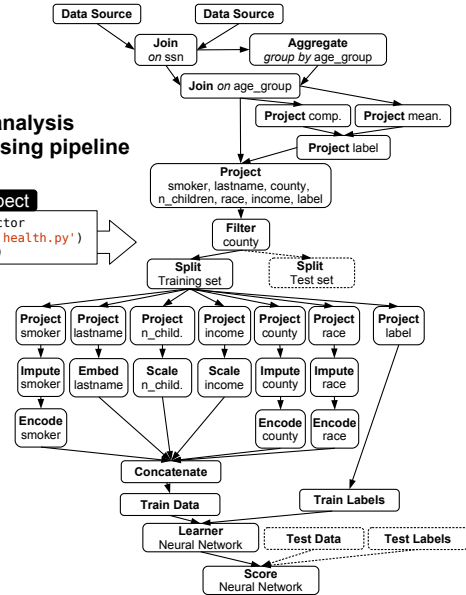 Data Source
Data Source
Join
on ssn
Aggregate
group by age_group
Join on age_group
Project comp.
Project mean.
Project label
analysis
sing pipeline
Project
smoker, lastname, county,
n_children, race, income, label
pect
ctor
health.py')
)
Filter
county
Split
Training set
Split
Test set
Project
smoker
Project
lastname
Project
n_child.
Project
income
Project
county
Project
race
Project
label
Impute
smoker
Embed
lastname
Scale
n_child.
Scale
income
Impute
county
Impute
race
Encode
smoker
Encode
county
Encode
race
Concatenate
Train Data
Train Labels
Learner
Neural Network
Test Data
Test Labels
Score
Neural Network